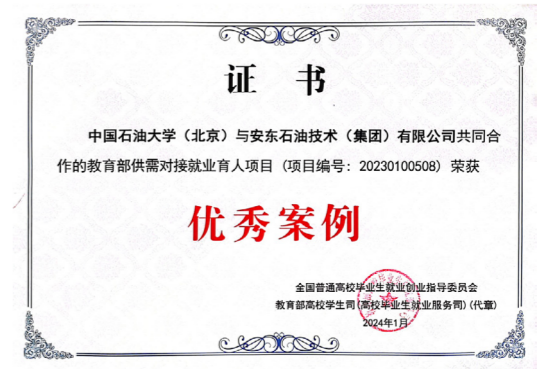 证 书
中国石油大学（北京）与安东石油技术（集团）有限公司共同合
作的教育部供需对接就业育人项目（项目编号：20230100508）荣获
优秀案例
全国普通高校毕业生就业创业指导委员会
教育部高校学生司(高校毕业生就业服务司)(代章)
2024年1月